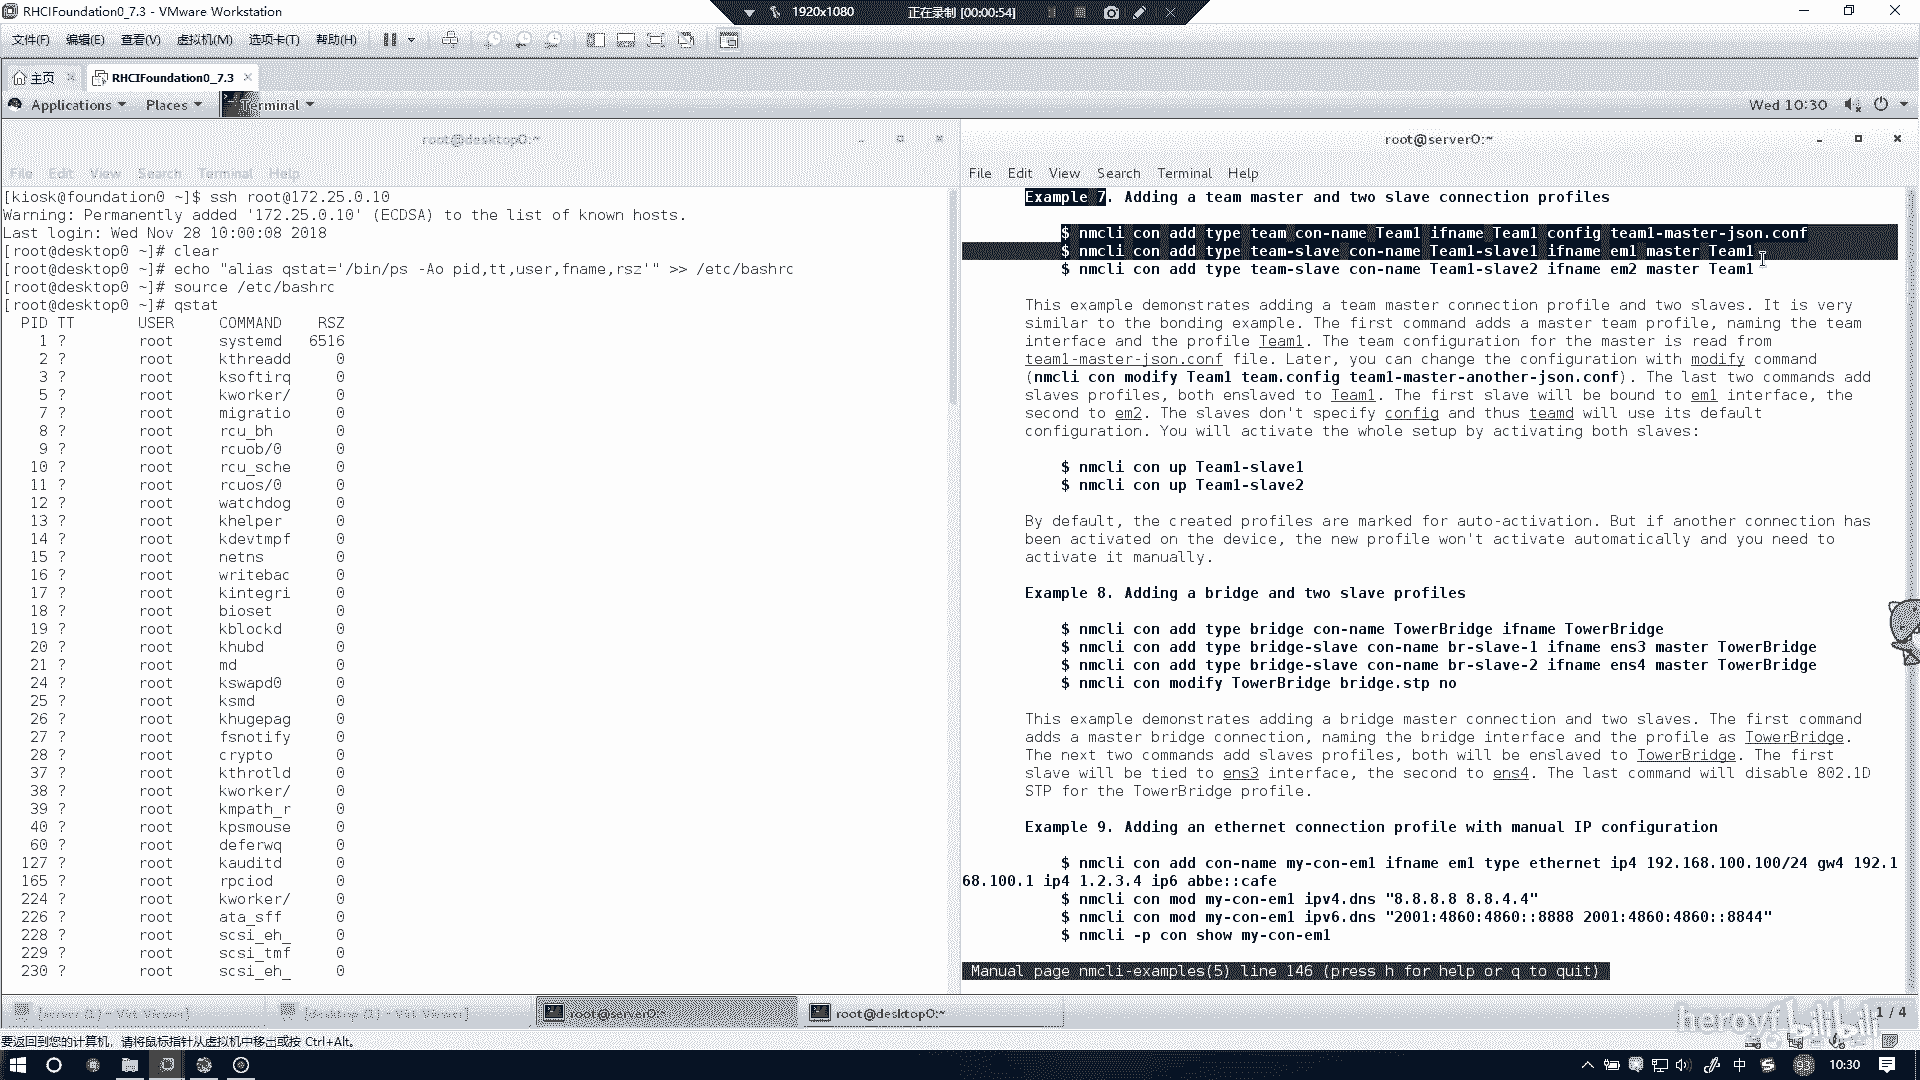 RHCIFoundation0_7.3 - VMware Workstation
1920x1080
正在录制 [00:00:54]
文件(F) 编辑(E) 查看(V) 虚拟机(M) 选项卡(T) 帮助(H)
主页
RHCIFoundation0_7.3
Applications Places Terminal
Wed 10:30
root@desktop0:~
File Edit View Search Terminal Help
[kiosk@foundation0 ~]$ ssh root@172.25.0.10
Warning: Permanently added '172.25.0.10' (ECDSA) to the list of known hosts.
Last login: Wed Nov 28 10:00:08 2018
[root@desktop0 ~]# clear
[root@desktop0 ~]# echo "alias qstat='/bin/ps -Ao pid,tt,user,fname,rsz'" >> /etc/bashrc
[root@desktop0 ~]# source /etc/bashrc
[root@desktop0 ~]# qstat
PID TT USER COMMAND RSZ
1 ? root systemd 6516
2 ? root kthreadd 0
3 ? root ksoftirq 0
5 ? root kworker/ 0
7 ? root migratio 0
8 ? root rcu_bh 0
9 ? root rcuob/0 0
10 ? root rcu_sche 0
11 ? root rcuos/0 0
12 ? root watchdog 0
13 ? root khelper 0
14 ? root kdevtmpf 0
15 ? root netns 0
16 ? root writebac 0
17 ? root kintegri 0
18 ? root bioset 0
19 ? root kblockd 0
20 ? root khubd 0
21 ? root md 0
24 ? root kswapd0 0
25 ? root ksmd 0
26 ? root khugepag 0
27 ? root fsnotify 0
28 ? root crypto 0
37 ? root kthrotld 0
38 ? root kworker/ 0
39 ? root kmpath_r 0
40 ? root kpsmouse 0
60 ? root deferwq 0
127 ? root kauditd 0
165 ? root rpciod 0
224 ? root kworker/ 0
226 ? root ata_sff 0
228 ? root scsi_eh_ 0
229 ? root scsi_tmf 0
230 ? root scsi_eh_ 0
root@server0:~
File Edit View Search Terminal Help
Example 7. Adding a team master and two slave connection profiles
$ nmcli con add type team con-name Team1 ifname Team1 config team1-master-json.conf
$ nmcli con add type team-slave con-name Team1-slave1 ifname em1 master Team1
$ nmcli con add type team-slave con-name Team1-slave2 ifname em2 master Team1
This example demonstrates adding a team master connection profile and two slaves. It is very
similar to the bonding example. The first command adds a master team profile, naming the team
interface and the profile Team1. The team configuration for the master is read from
team1-master-json.conf file. Later, you can change the configuration with modify command
(nmcli con modify Team1 team.config team1-master-another-json.conf). The last two commands add
slaves profiles, both enslaved to Team1. The first slave will be bound to em1 interface, the
second to em2. The slaves don't specify config and thus teamd will use its default
configuration. You will activate the whole setup by activating both slaves:
$ nmcli con up Team1-slave1
$ nmcli con up Team1-slave2
By default, the created profiles are marked for auto-activation. But if another connection has
been activated on the device, the new profile won't activate automatically and you need to
activate it manually.
Example 8. Adding a bridge and two slave profiles
$ nmcli con add type bridge con-name TowerBridge ifname TowerBridge
$ nmcli con add type bridge-slave con-name br-slave-1 ifname ens3 master TowerBridge
$ nmcli con add type bridge-slave con-name br-slave-2 ifname ens4 master TowerBridge
$ nmcli con modify TowerBridge bridge.stp no
This example demonstrates adding a bridge master connection and two slaves. The first command
adds a master bridge connection, naming the bridge interface and the profile as TowerBridge.
The next two commands add slaves profiles, both will be enslaved to TowerBridge. The first
slave will be tied to ens3 interface, the second to ens4. The last command will disable 802.1D
STP for the TowerBridge profile.
Example 9. Adding an ethernet connection profile with manual IP configuration
$ nmcli con add con-name my-con-em1 ifname em1 type ethernet ip4 192.168.100.100/24 gw4 192.1
68.100.1 ip4 1.2.3.4 ip6 abbe::cafe
$ nmcli con mod my-con-em1 ipv4.dns "8.8.8.8 8.8.4.4"
$ nmcli con mod my-con-em1 ipv6.dns "2001:4860:4860::8888 2001:4860:4860::8844"
$ nmcli -p con show my-con-em1
Manual page nmcli-examples(5) line 146 (press h for help or q to quit)
[server (1) - Virt Viewer]
[desktop (1) - Virt Viewer]
root@server0:~
root@desktop0:~
1 / 4
heroyf bilibili
要返回到您的计算机，请将鼠标指针从虚拟机中移出或按 Ctrl+Alt。
中
93
10:30